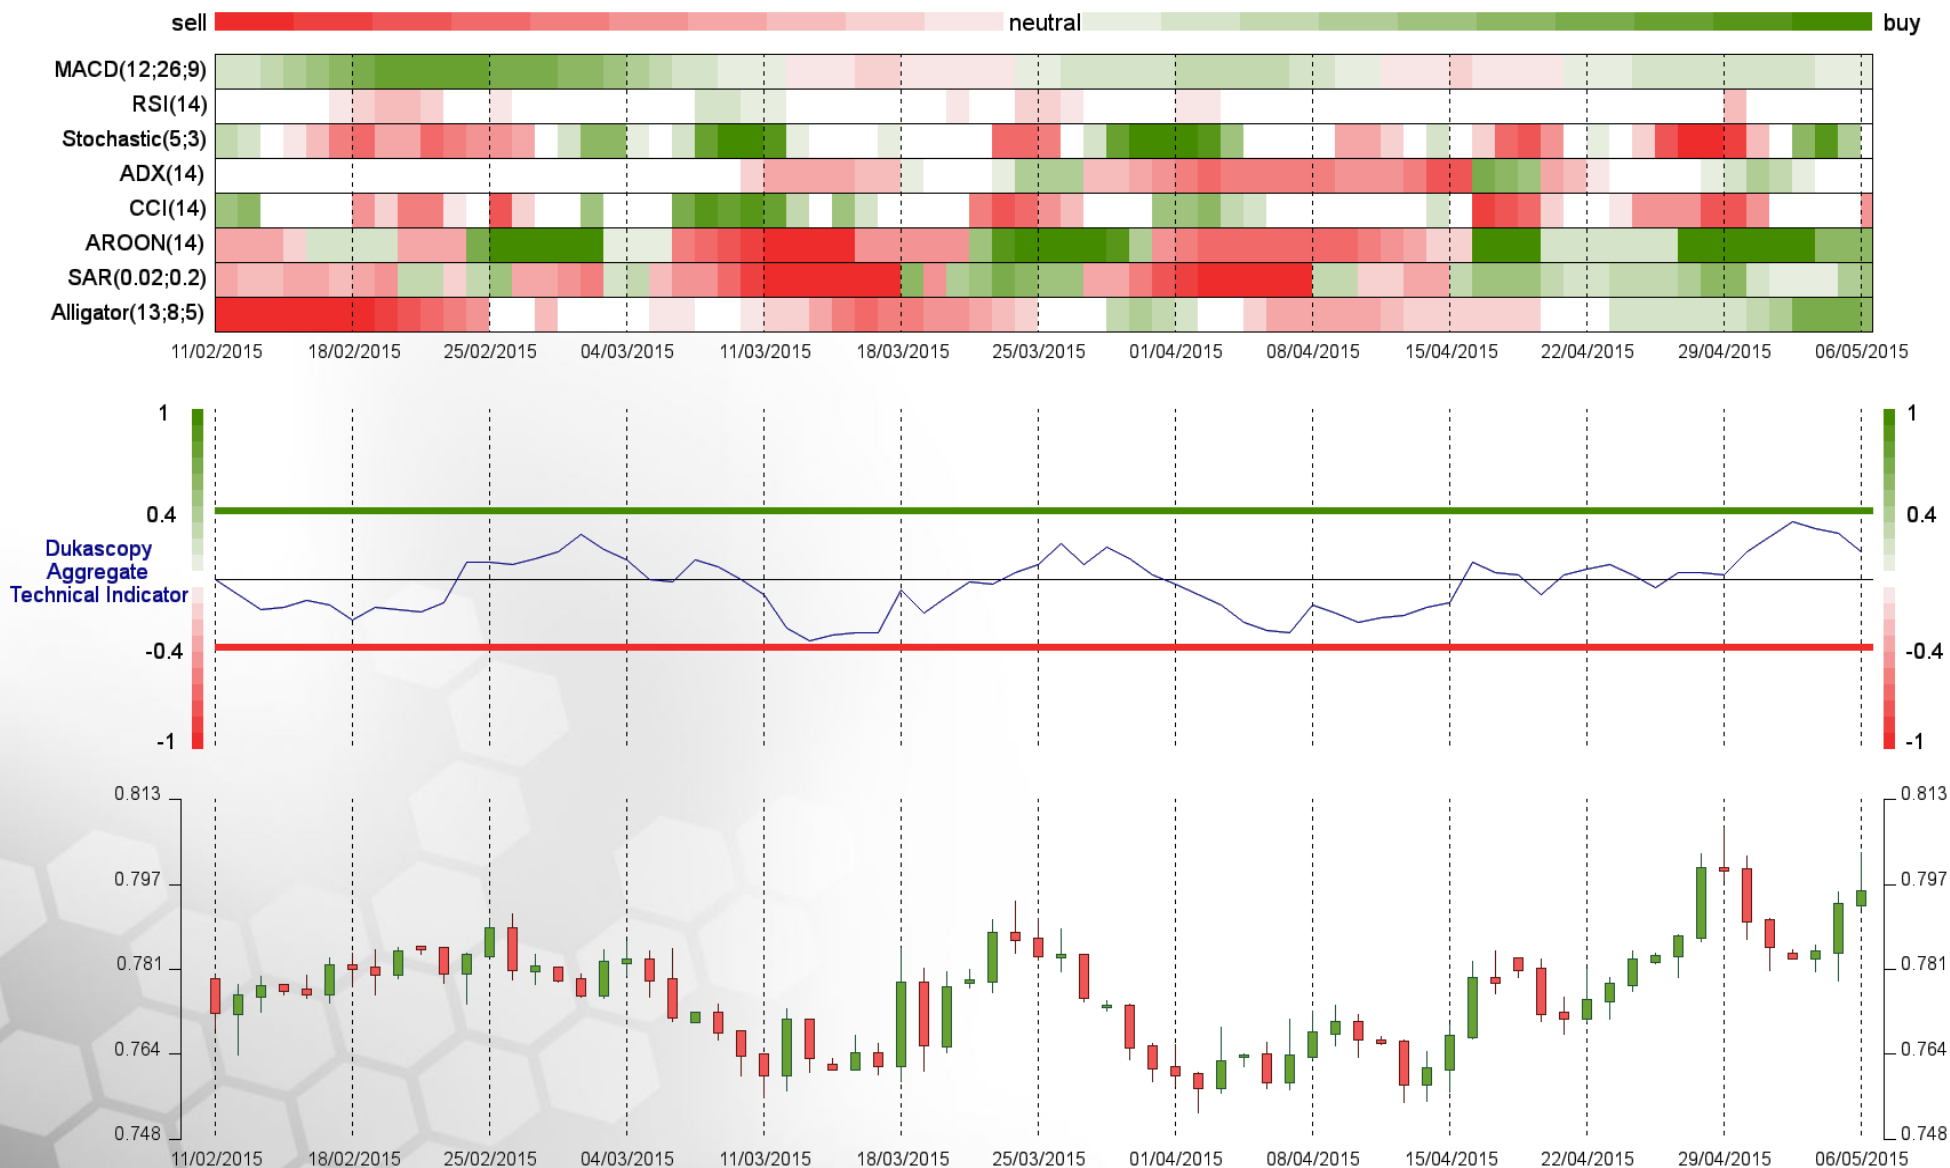 sell neutral buy
MACD(12;26;9)
RSI(14)
Stochastic(5;3)
ADX(14)
CCI(14)
AROON(14)
SAR(0.02;0.2)
Alligator(13;8;5)
11/02/2015 18/02/2015 25/02/2015 04/03/2015 11/03/2015 18/03/2015 25/03/2015 01/04/2015 08/04/2015 15/04/2015 22/04/2015 29/04/2015 06/05/2015
1 1
0.4 0.4
Dukascopy
Aggregate
Technical Indicator
-0.4 -0.4
-1 -1
0.813 0.813
0.797 0.797
0.781 0.781
0.764 0.764
0.748 0.748
11/02/2015 18/02/2015 25/02/2015 04/03/2015 11/03/2015 18/03/2015 25/03/2015 01/04/2015 08/04/2015 15/04/2015 22/04/2015 29/04/2015 06/05/2015